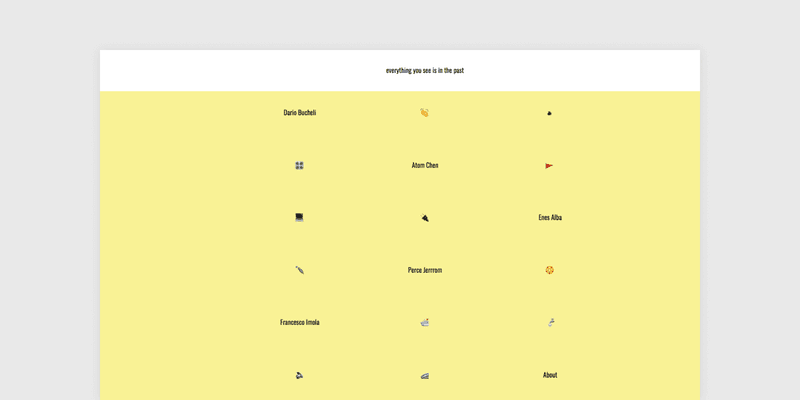 everything you see is in the past
Dario Bucheli
Atom Chen
Enes Alba
Perce Jerrrom
Francesco Imola
About